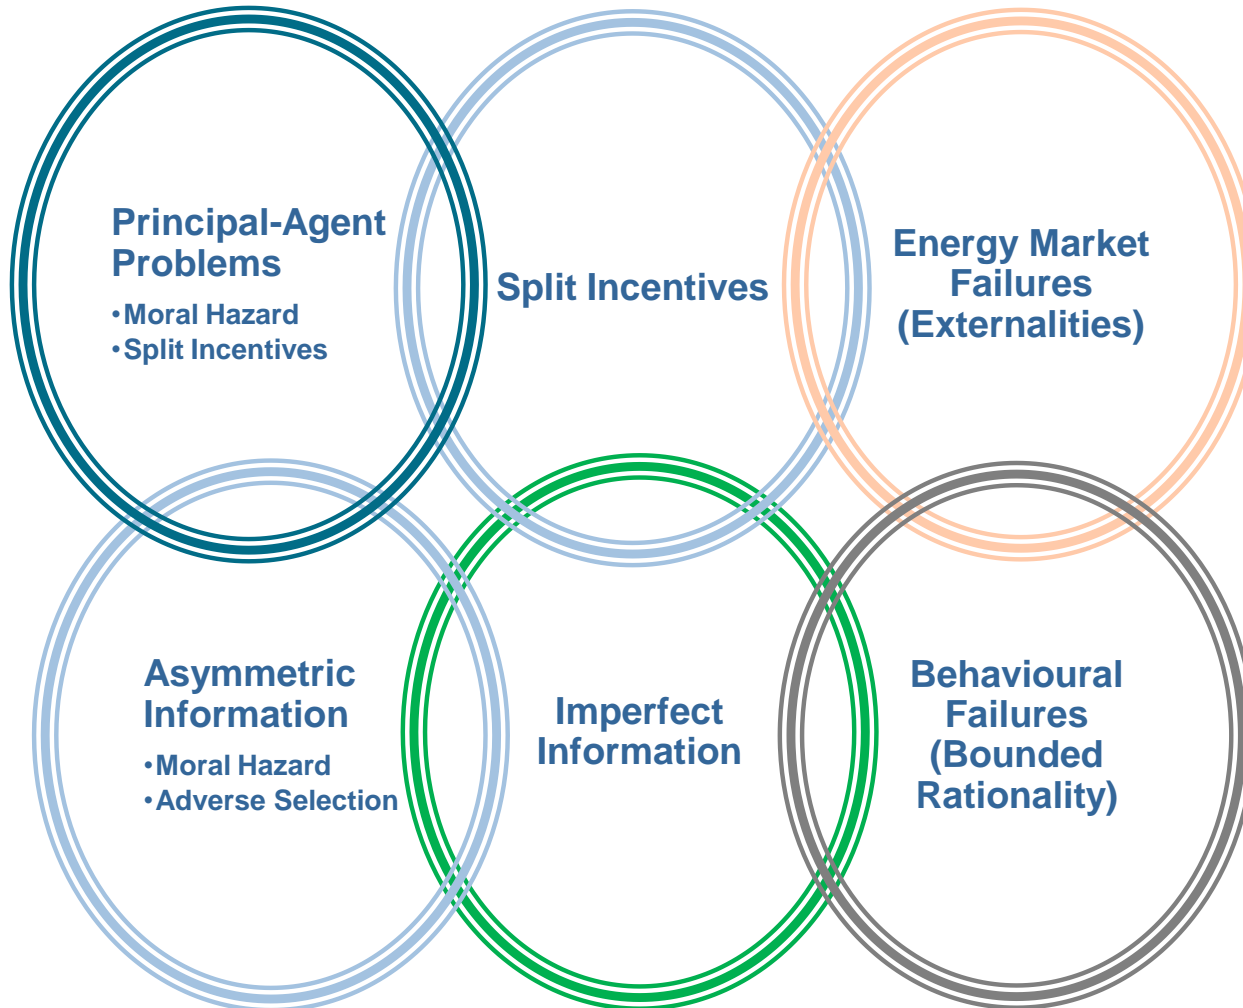 Principal-Agent
Problems
•Moral Hazard
•Split Incentives
Split Incentives
Energy Market
Failures
(Externalities)
Asymmetric
Information
•Moral Hazard
•Adverse Selection
Imperfect
Information
Behavioural
Failures
(Bounded
Rationality)